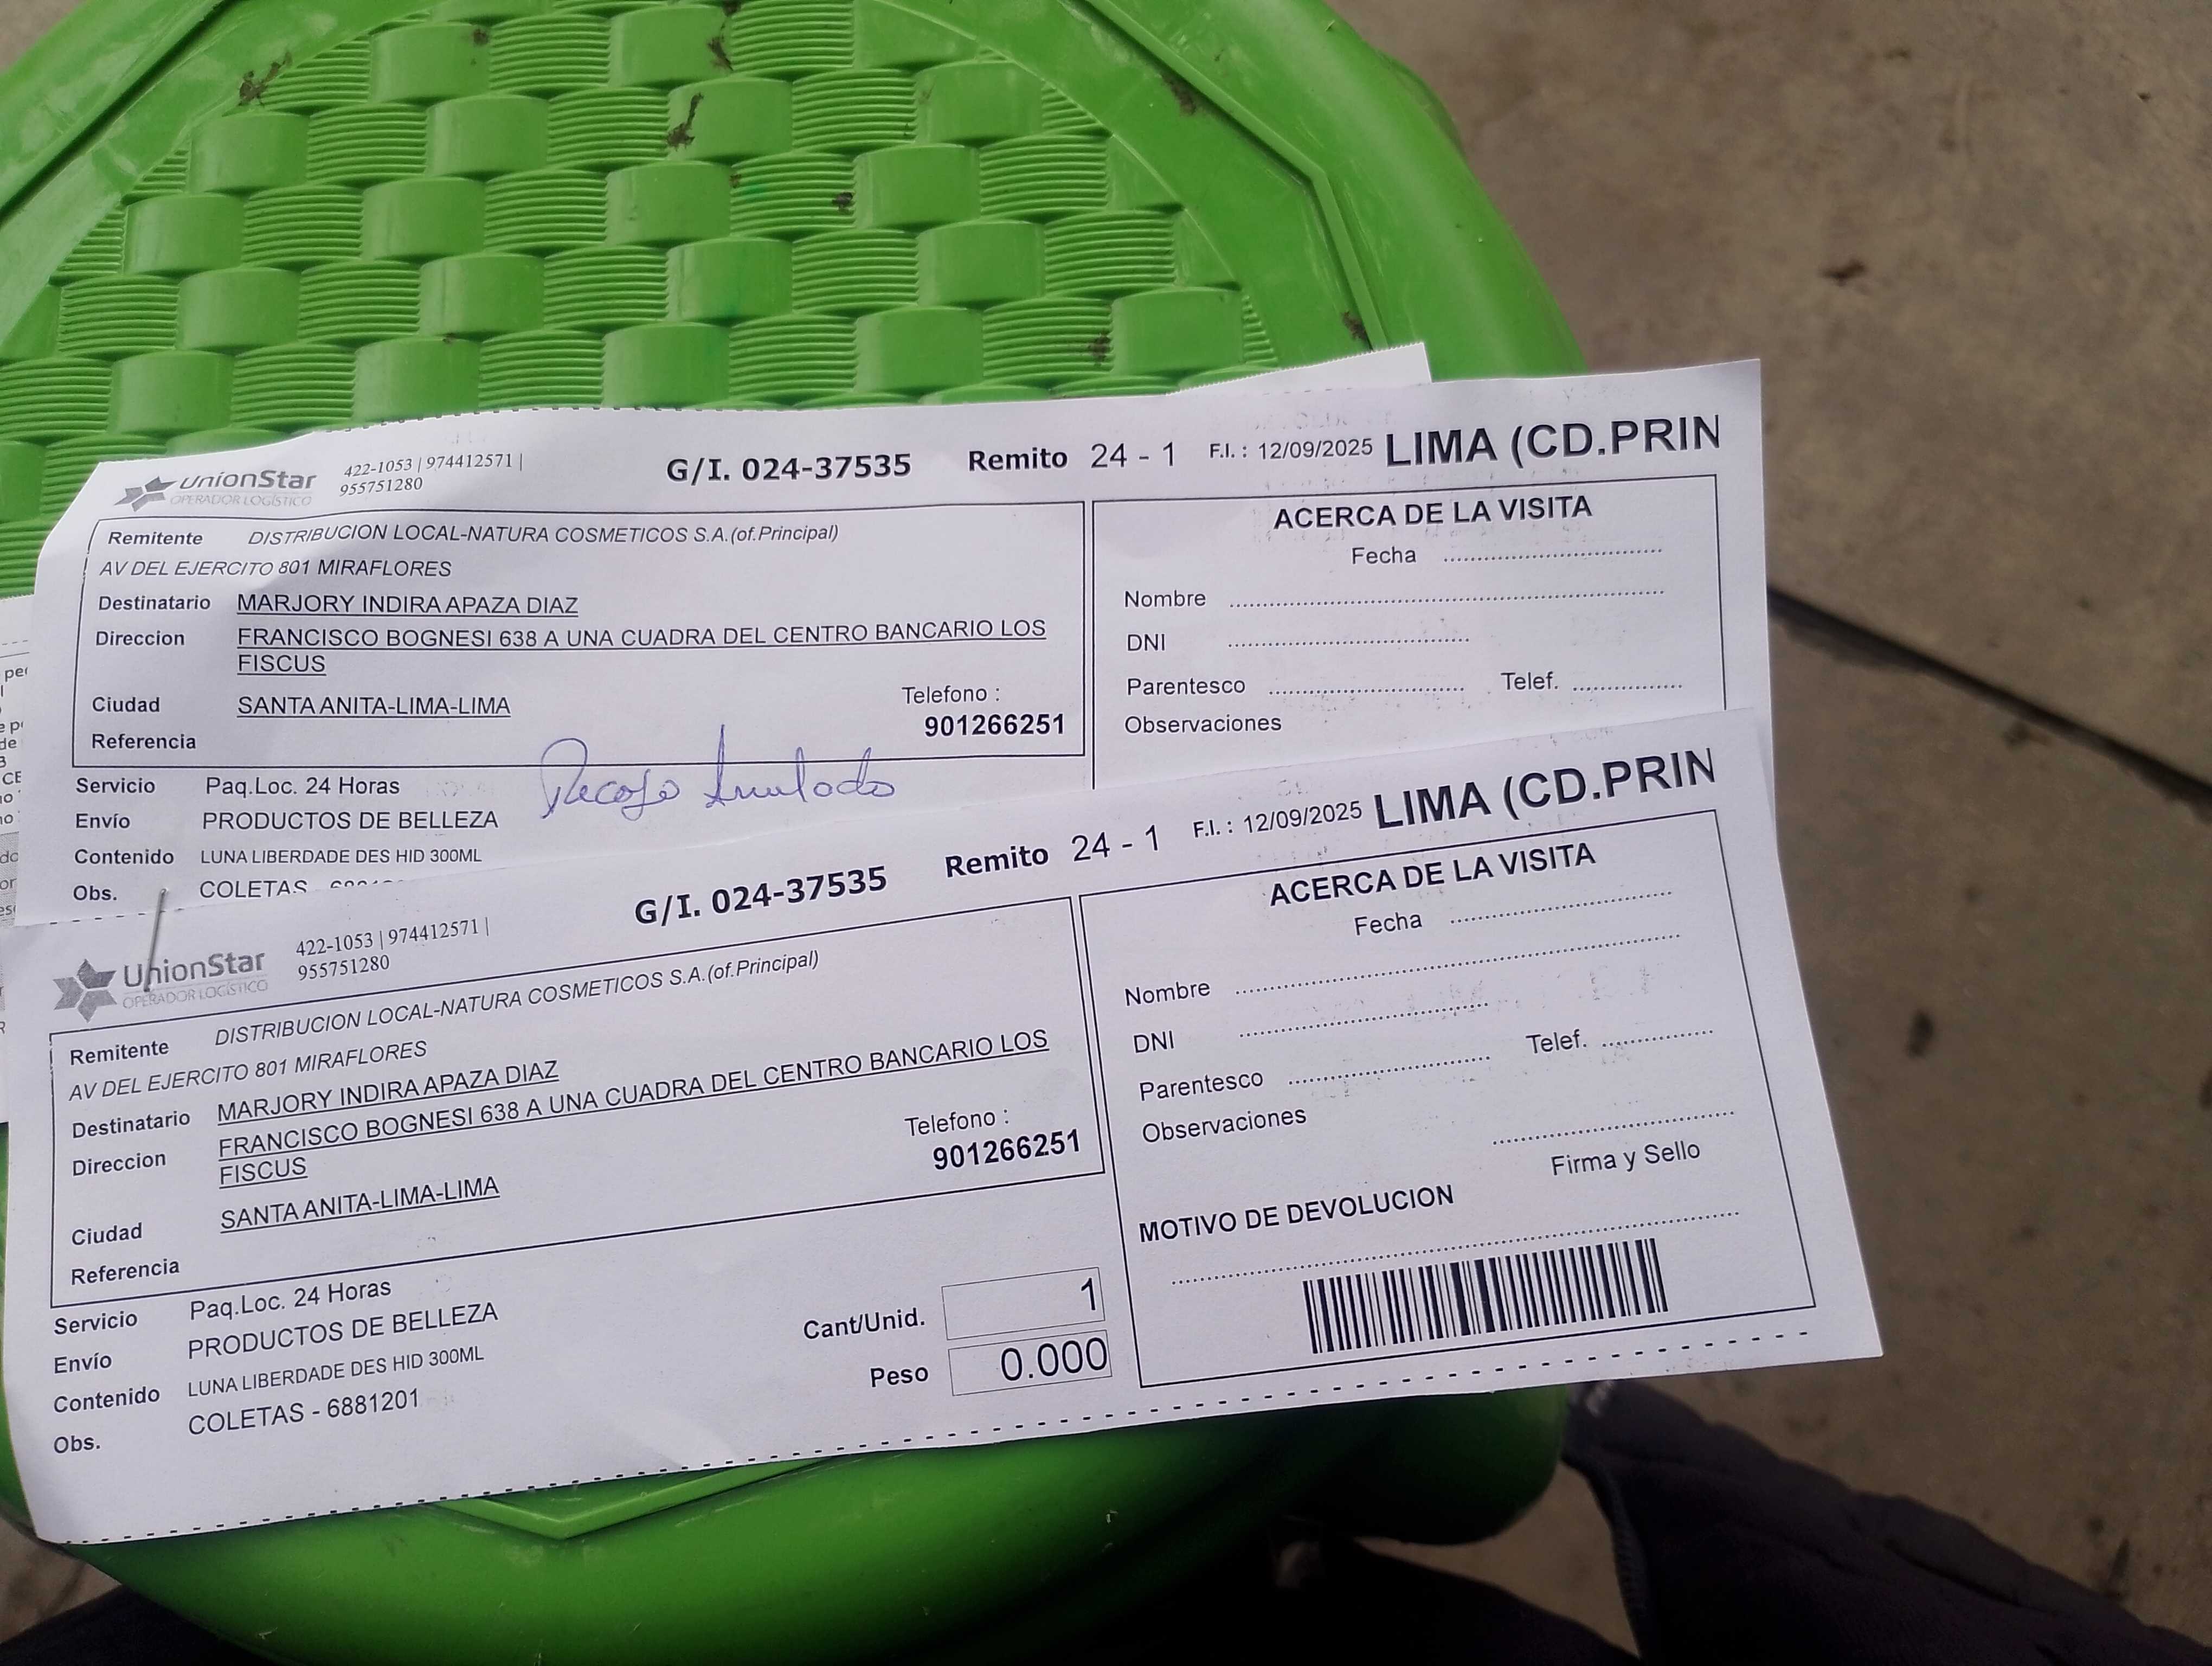 UnionStar
OPERADOR LOGÍSTICO
422-1053 | 974412571 |
955751280
G/I. 024-37535
Remito 24 - 1
F.I. : 12/09/2025
LIMA (CD.PRIN
Remitente DISTRIBUCION LOCAL-NATURA COSMETICOS S.A.(of.Principal)
AV DEL EJERCITO 801 MIRAFLORES
Destinatario MARJORY INDIRA APAZA DIAZ
Direccion FRANCISCO BOGNESI 638 A UNA CUADRA DEL CENTRO BANCARIO LOS
FISCUS
Ciudad SANTA ANITA-LIMA-LIMA
Telefono :
901266251
Referencia
Servicio Paq.Loc. 24 Horas
Envío PRODUCTOS DE BELLEZA
Contenido LUNA LIBERDADE DES HID 300ML
Obs. COLETAS -
Recojo Anulado
ACERCA DE LA VISITA
Fecha
Nombre
DNI
Parentesco Telef.
Observaciones
UnionStar
OPERADOR LOGÍSTICO
422-1053 | 974412571 |
955751280
G/I. 024-37535
Remito 24 - 1
F.I. : 12/09/2025
LIMA (CD.PRIN
Remitente DISTRIBUCION LOCAL-NATURA COSMETICOS S.A.(of.Principal)
AV DEL EJERCITO 801 MIRAFLORES
Destinatario MARJORY INDIRA APAZA DIAZ
Direccion FRANCISCO BOGNESI 638 A UNA CUADRA DEL CENTRO BANCARIO LOS
FISCUS
Ciudad SANTA ANITA-LIMA-LIMA
Telefono :
901266251
Referencia
Servicio Paq.Loc. 24 Horas
Envío PRODUCTOS DE BELLEZA
Contenido LUNA LIBERDADE DES HID 300ML
Obs. COLETAS - 6881201
Cant/Unid. 1
Peso 0.000
ACERCA DE LA VISITA
Fecha
Nombre
DNI
Parentesco Telef.
Observaciones
Firma y Sello
MOTIVO DE DEVOLUCION